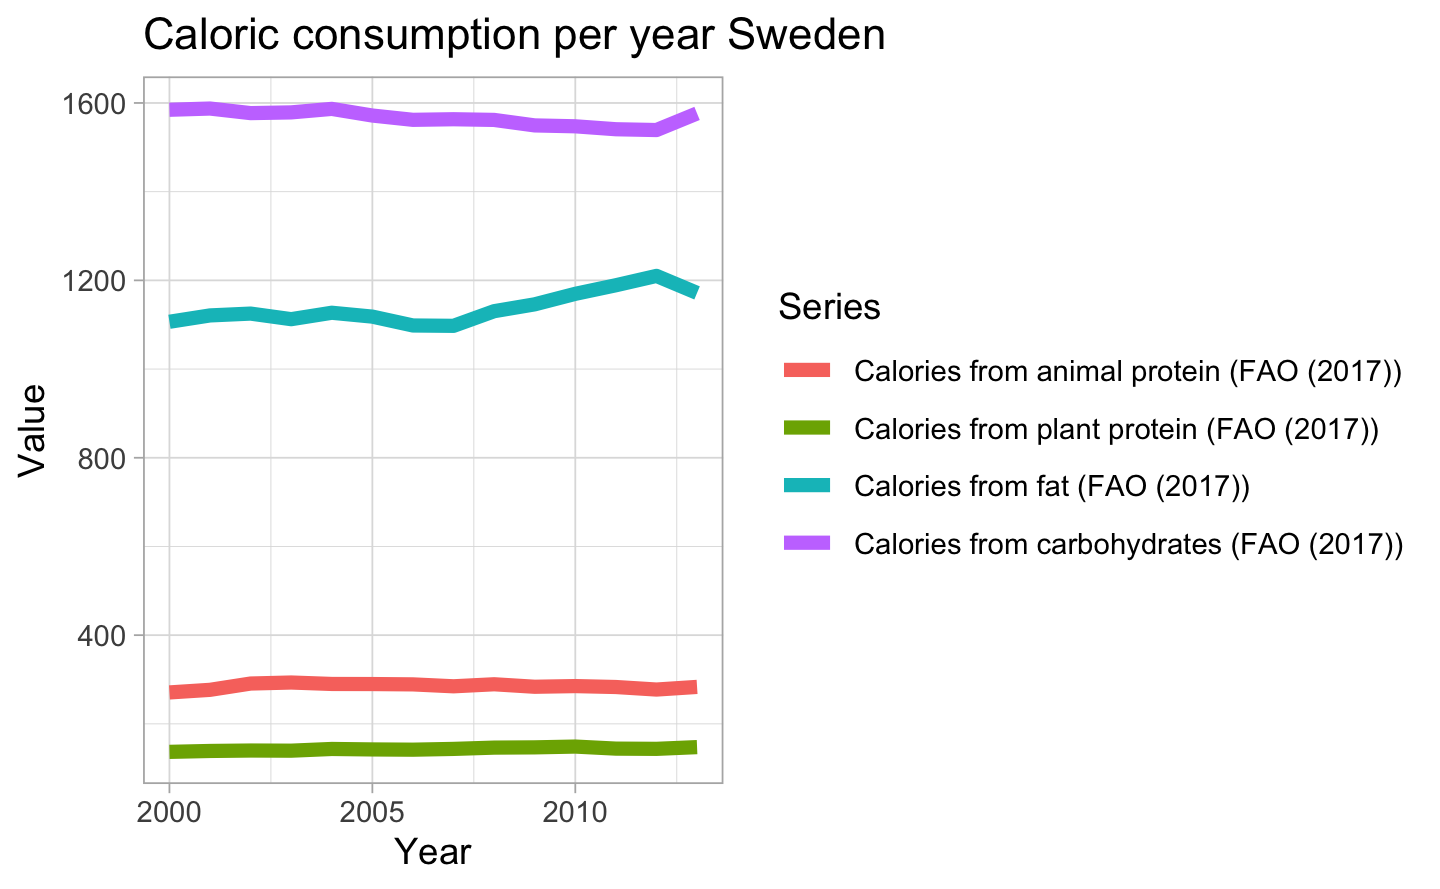 Caloric consumption per year Sweden
1600
1200
800
400
Value
2000 2005 2010
Year
Series
Calories from animal protein (FAO (2017))
Calories from plant protein (FAO (2017))
Calories from fat (FAO (2017))
Calories from carbohydrates (FAO (2017))